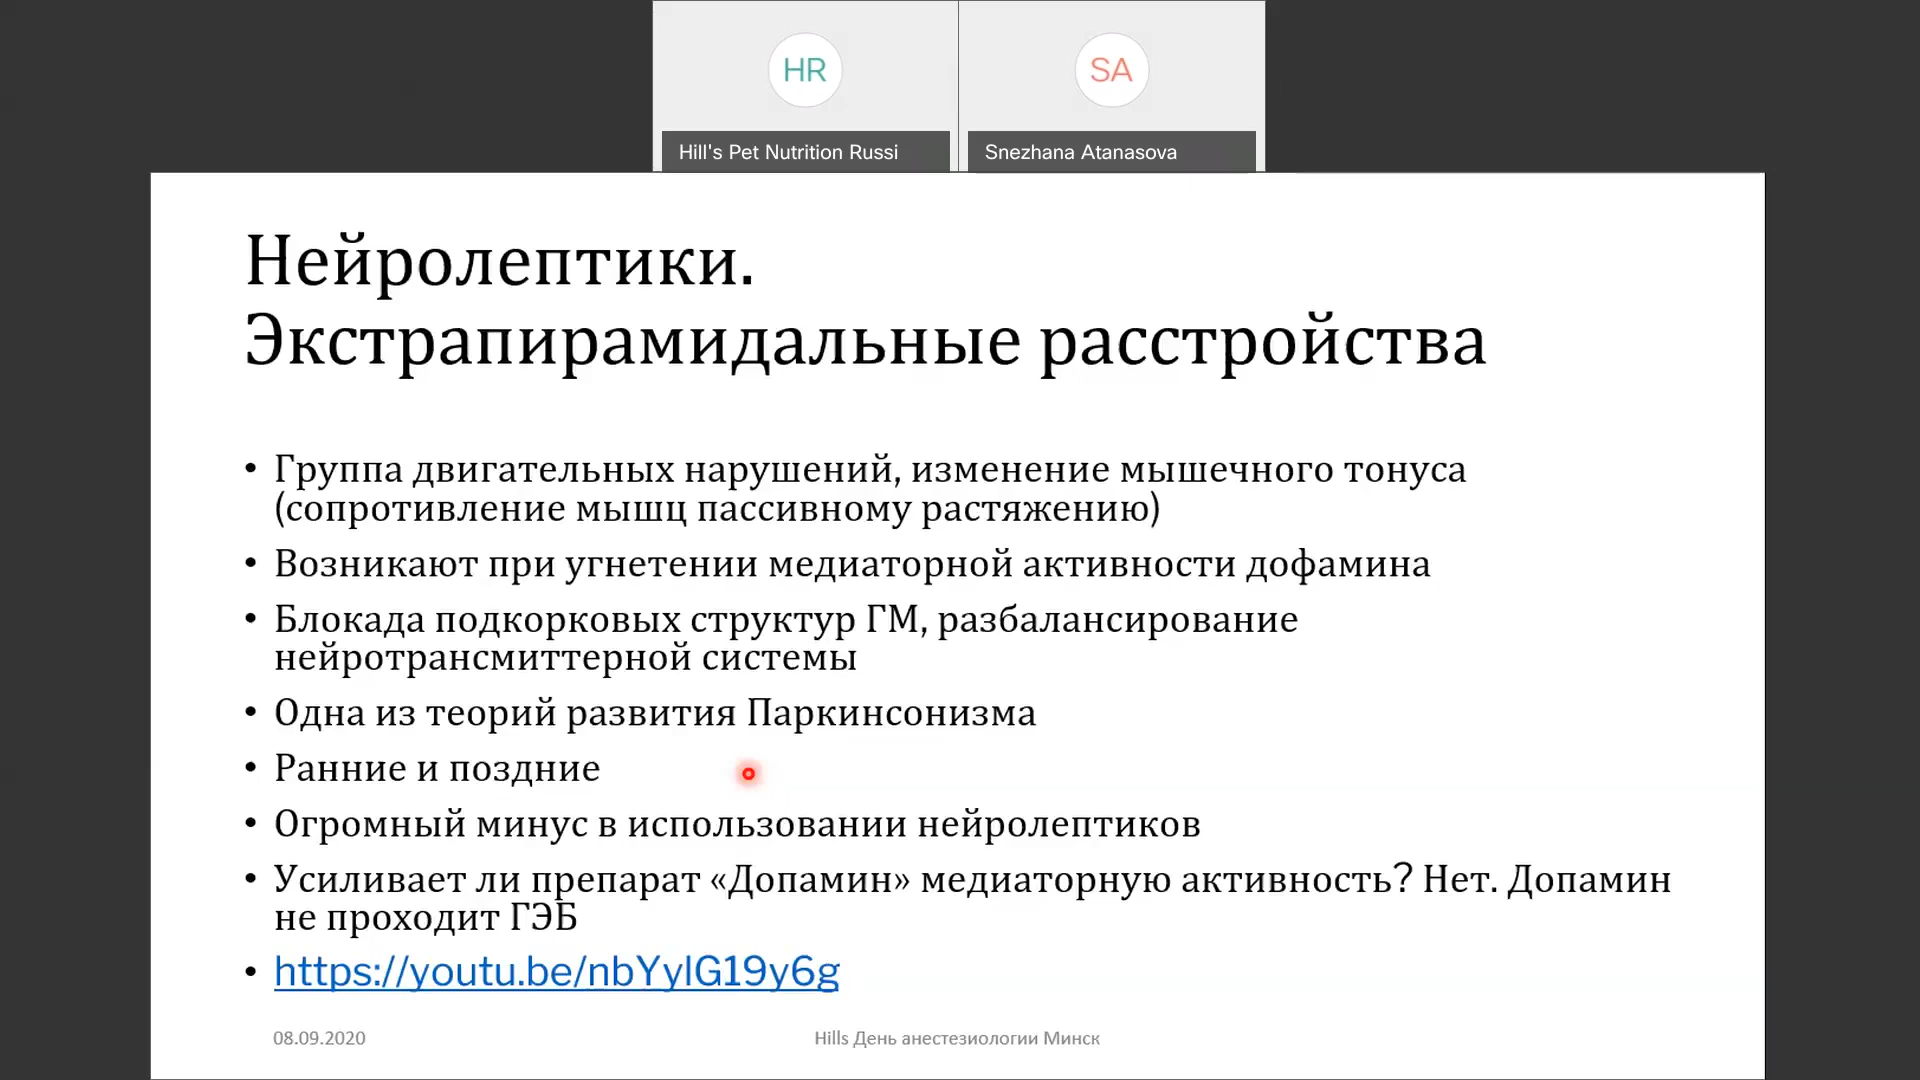 HR
SA
Hill's Pet Nutrition Russi
Snezhana Atanasova
Нейролептики.
Экстрапирамидальные расстройства
• Группа двигательных нарушений, изменение мышечного тонуса
(сопротивление мышц пассивному растяжению)
• Возникают при угнетении медиаторной активности дофамина
• Блокада подкорковых структур ГМ, разбалансирование
нейротрансмиттерной системы
• Одна из теорий развития Паркинсонизма
• Ранние и поздние
• Огромный минус в использовании нейролептиков
• Усиливает ли препарат «Допамин» медиаторную активность? Нет. Допамин
не проходит ГЭБ
• https://youtu.be/nbYylG19y6g
08.09.2020
Hills День анестезиологии Минск